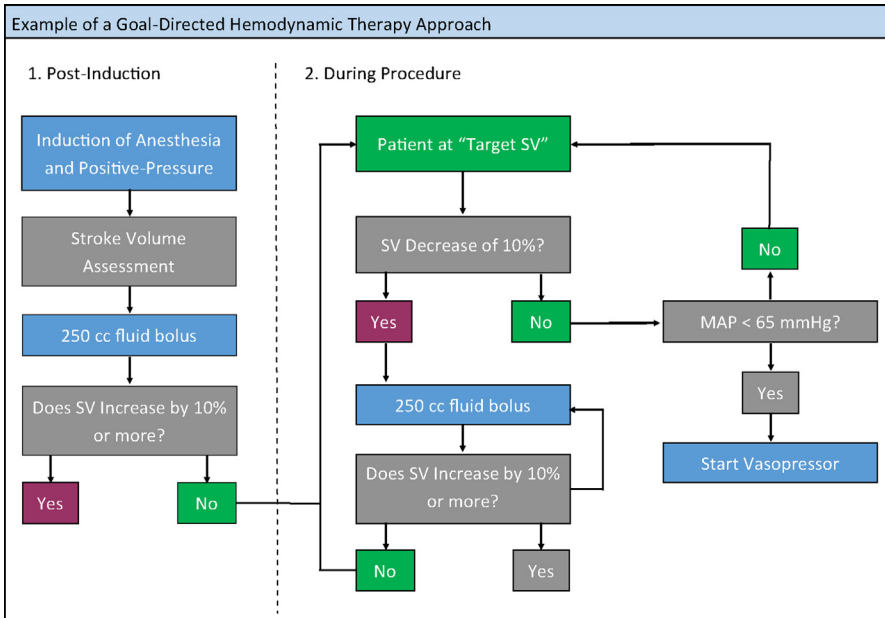 Example of a Goal-Directed Hemodynamic Therapy Approach
1. Post-Induction
Induction of Anesthesia
and Positive-Pressure
Stroke Volume
Assessment
250 cc fluid bolus
Does SV Increase by 10%
or more?
Yes
No
2. During Procedure
Patient at “Target SV”
SV Decrease of 10%?
Yes
No
250 cc fluid bolus
Does SV Increase by 10%
or more?
No
Yes
No
MAP < 65 mmHg?
Yes
Start Vasopressor